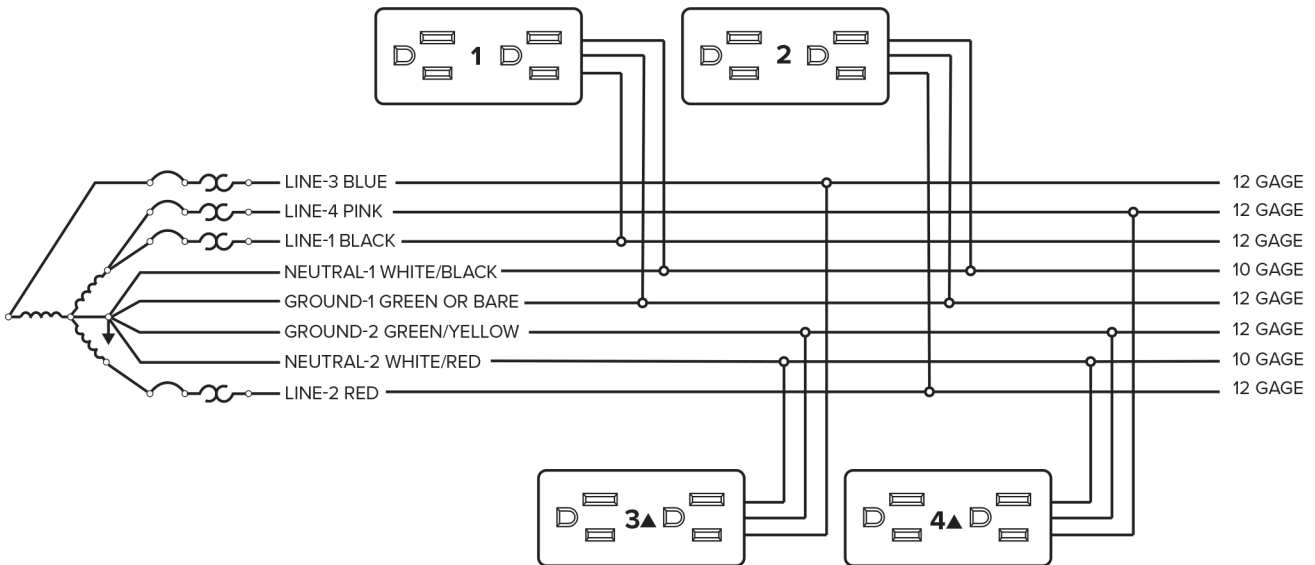 1
2
LINE-3 BLUE 12 GAGE
LINE-4 PINK 12 GAGE
LINE-1 BLACK 12 GAGE
NEUTRAL-1 WHITE/BLACK 10 GAGE
GROUND-1 GREEN OR BARE 12 GAGE
GROUND-2 GREEN/YELLOW 12 GAGE
NEUTRAL-2 WHITE/RED 10 GAGE
LINE-2 RED 12 GAGE
3▲
4▲